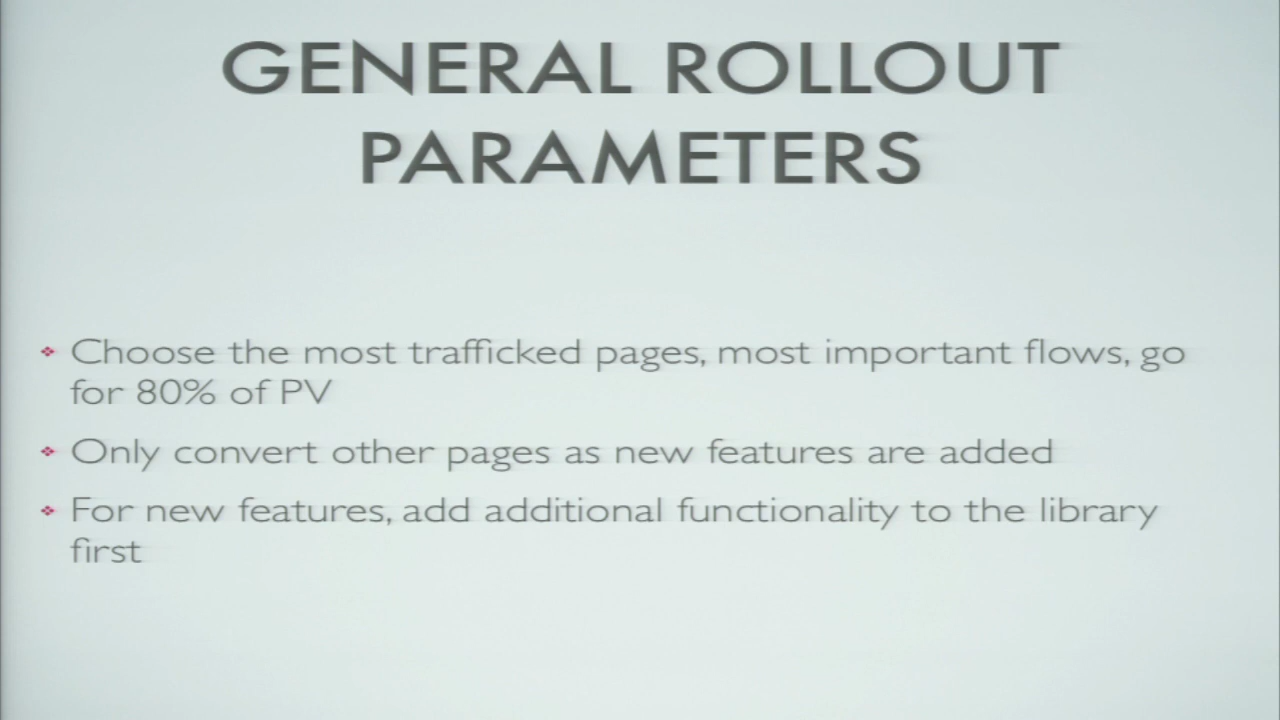 GENERAL ROLLOUT
PARAMETERS
Choose the most trafficked pages, most important flows, go
for 80% of PV
Only convert other pages as new features are added
For new features, add additional functionality to the library
first